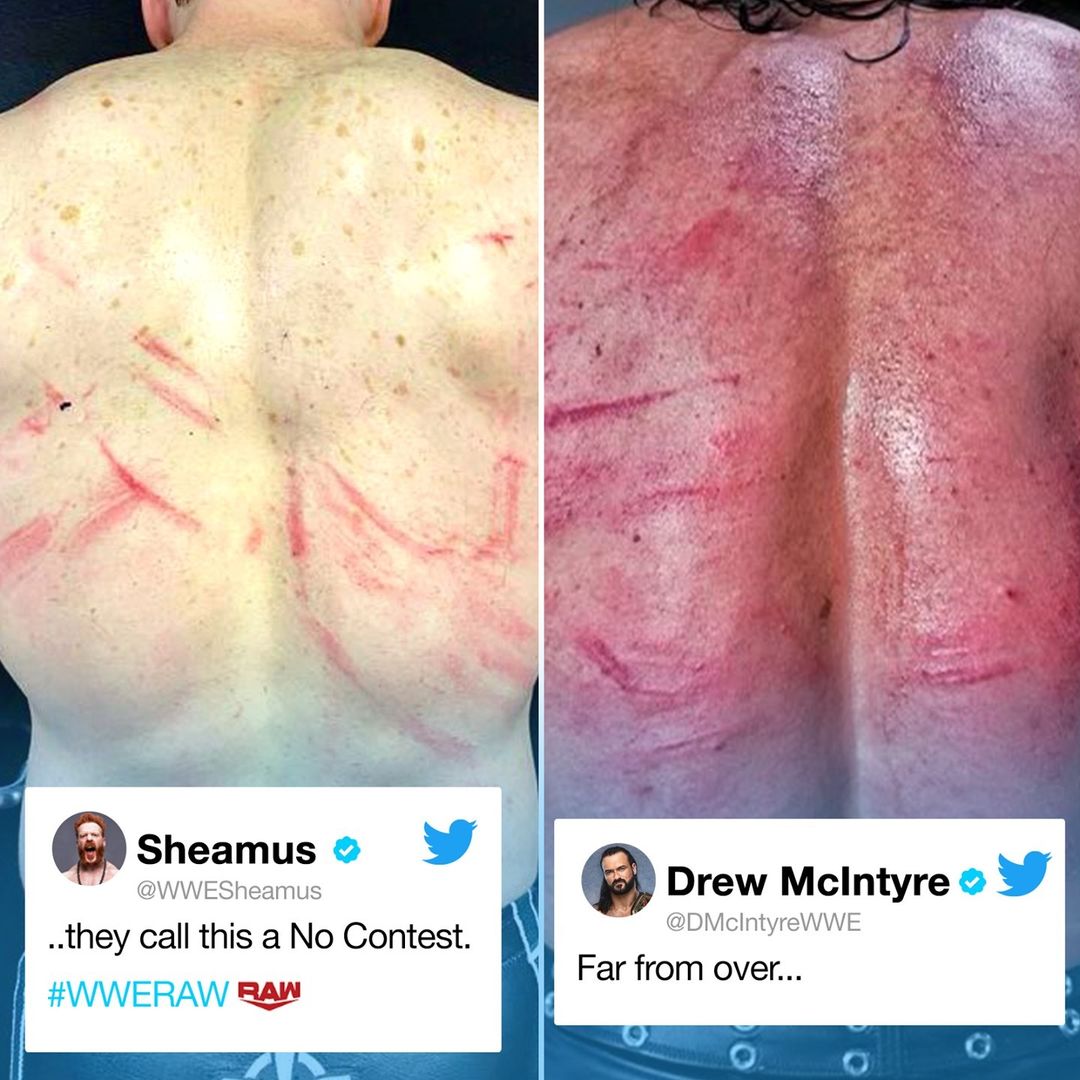 Sheamus
@WWESheamus
..they call this a No Contest.
#WWERAW RAW
Drew McIntyre
@DMcIntyreWWE
Far from over...